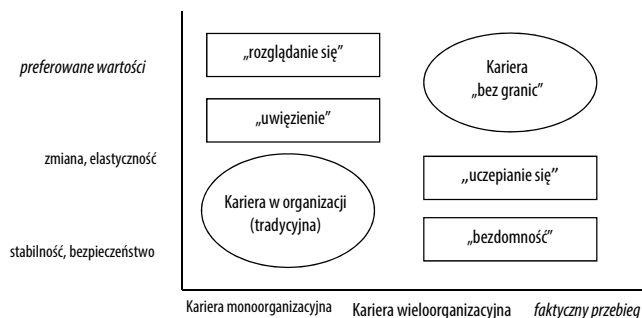 preferowane wartości
„rozglądanie się”
Kariera
„bez granic”
„uwięzienie”
zmiana, elastyczność
„uczepianie się”
Kariera w organizacji
(tradycyjna)
„bezdomność”
stabilność, bezpieczeństwo
Kariera monoorganizacyjna
Kariera wieloorganizacyjna
faktyczny przebieg